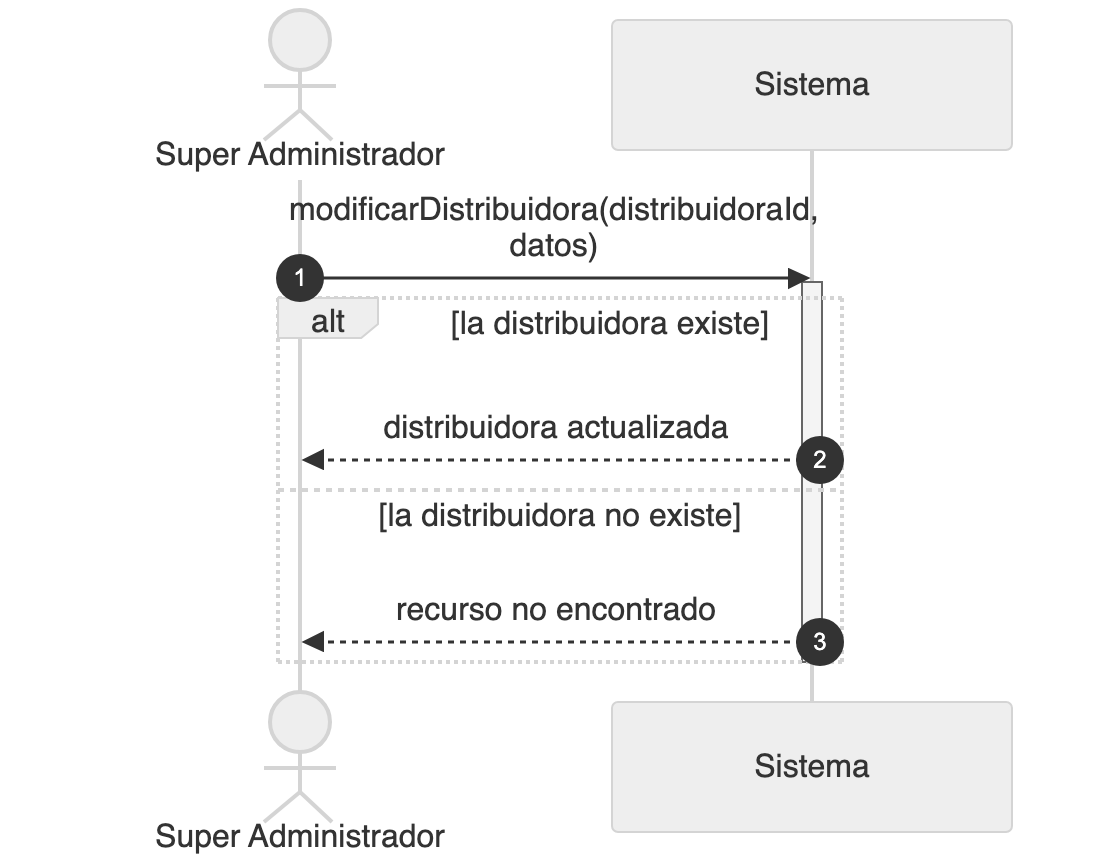 Super Administrador
Sistema
modificarDistribuidora(distribuidoraId,
datos)
1
alt
[la distribuidora existe]
distribuidora actualizada
2
[la distribuidora no existe]
recurso no encontrado
3
Super Administrador
Sistema